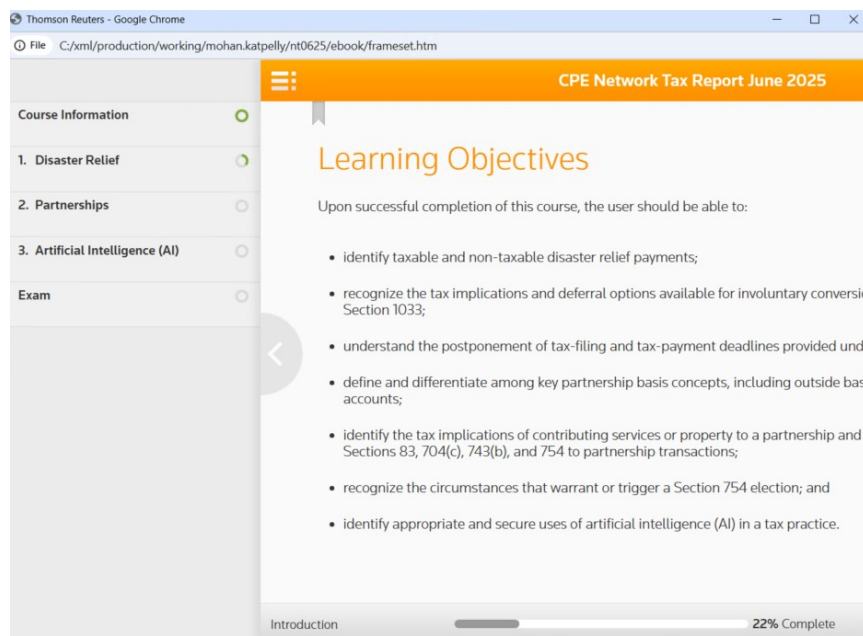 Thomson Reuters - Google Chrome
File C:/xml/production/working/mohan.katpelly/nt0625/ebook/frameset.htm
CPE Network Tax Report June 2025
Course Information
1. Disaster Relief
2. Partnerships
3. Artificial Intelligence (AI)
Exam
Learning Objectives
Upon successful completion of this course, the user should be able to:
• identify taxable and non-taxable disaster relief payments;
• recognize the tax implications and deferral options available for involuntary
Section 1033;
• understand the postponement of tax-filing and tax-payment deadlines provided
• define and differentiate among key partnership basis concepts, including outside
accounts;
• identify the tax implications of contributing services or property to a partnership and
Sections 83, 704(c), 743(b), and 754 to partnership transactions;
• recognize the circumstances that warrant or trigger a Section 754 election; and
• identify appropriate and secure uses of artificial intelligence (AI) in a tax practice.
Introduction
22% Complete